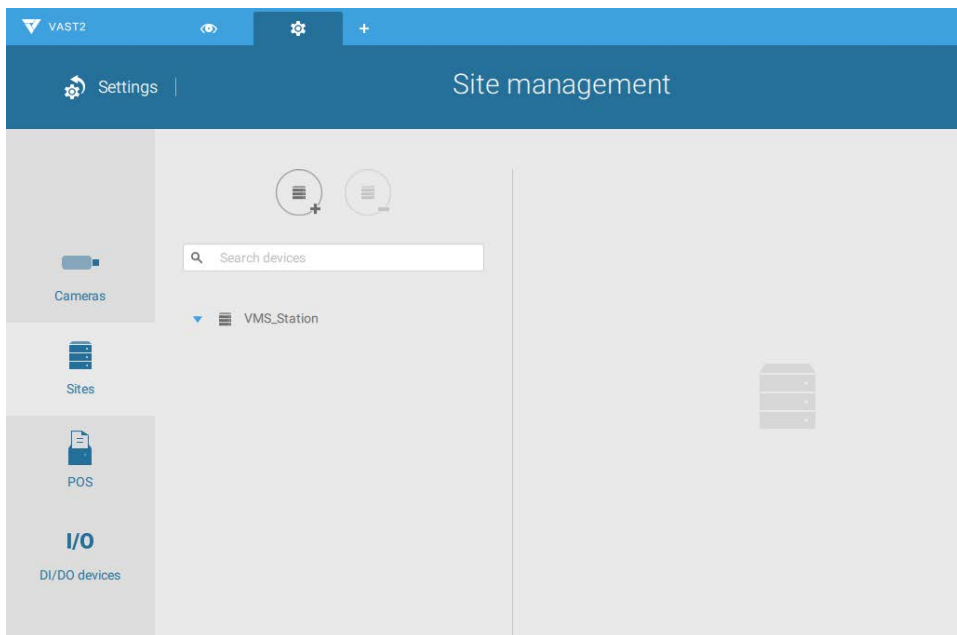 VAST2
+
Settings
Site management
Search devices
Cameras
VMS_Station
Sites
POS
I/O
DI/DO devices